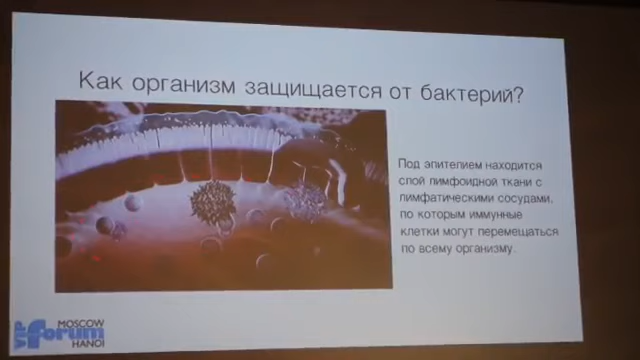 Как организм защищается от бактерий?
Под эпителием находится
слой лимфоидной ткани с
лимфатическими сосудами,
по которым иммунные
клетки могут перемещаться
по всему организму.
VIP
MOSCOW
forum
HANOI